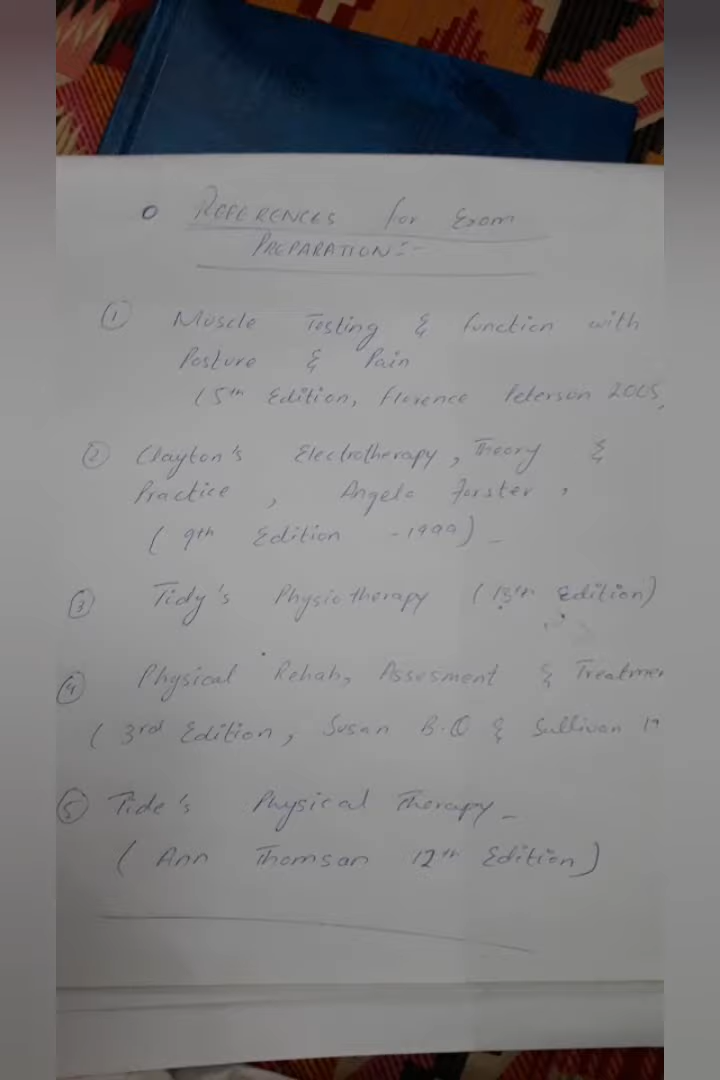 o REFERENCES for Exam
PREPARATION:-
① Muscle Testing & function with
Posture & Pain
(5th Edition, Florence Peterson 2005,
② Clayton's Electrotherapy, Theory &
Practice, Angela Forster,
(9th Edition - 1999) -
③ Tidy's Physiotherapy (13th Edition)
④ Physical Rehab, Assesment & Treatmen
(3rd Edition, Susan B.O & Sullivan
⑤ Tide's Physical Therapy -
(Ann Thomsan 12th Edition)